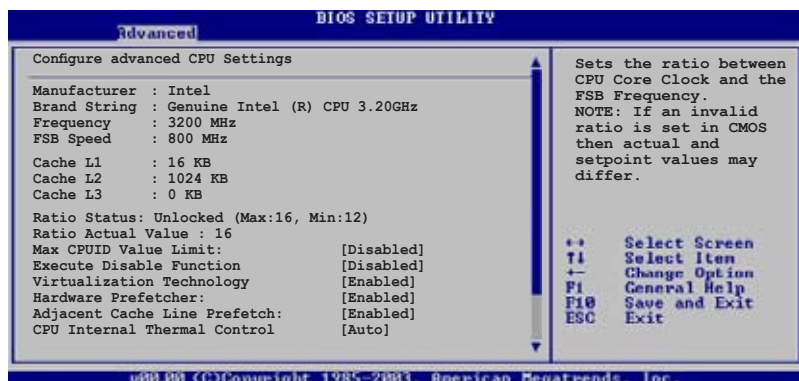 BIOS SETUP UTILITY
Advanced
Configure advanced CPU Settings
Manufacturer : Intel
Brand String : Genuine Intel (R) CPU 3.20GHz
Frequency : 3200 MHz
FSB Speed : 800 MHz
Cache L1 : 16 KB
Cache L2 : 1024 KB
Cache L3 : 0 KB
Ratio Status: Unlocked (Max:16, Min:12)
Ratio Actual Value : 16
Max CPUID Value Limit: [Disabled]
Execute Disable Function [Disabled]
Virtualization Technology [Enabled]
Hardware Prefetcher: [Enabled]
Adjacent Cache Line Prefetch: [Enabled]
CPU Internal Thermal Control [Auto]
Sets the ratio between
CPU Core Clock and the
FSB Frequency.
NOTE: If an invalid
ratio is set in CMOS
then actual and
setpoint values may
differ.
↔ Select Screen
↑↓ Select Item
+- Change Option
F1 General Help
F10 Save and Exit
ESC Exit
v00.00 (C)Copyright 1985-2003, American Megatrends, Inc.